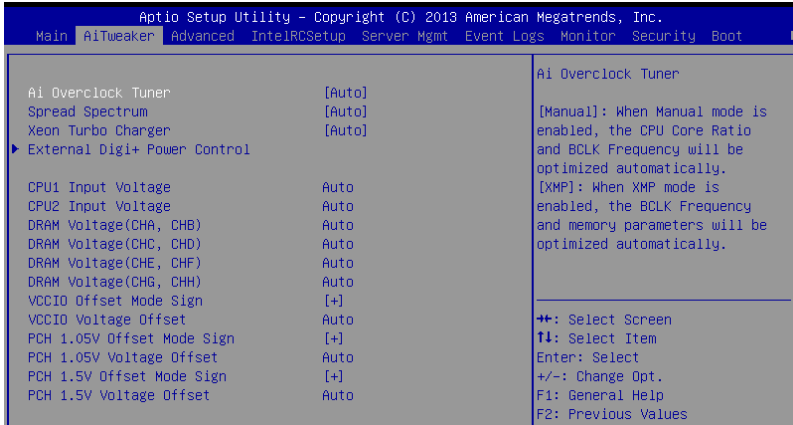 Aptio Setup Utility – Copyright (C) 2013 American Megatrends, Inc.
Main AiTweaker Advanced IntelRCSetup Server Mgmt Event Logs Monitor Security Boot
Ai Overclock Tuner [Auto]
Spread Spectrum [Auto]
Xeon Turbo Charger [Auto]
External Digi+ Power Control
CPU1 Input Voltage Auto
CPU2 Input Voltage Auto
DRAM Voltage(CHA, CHB) Auto
DRAM Voltage(CHC, CHD) Auto
DRAM Voltage(CHE, CHF) Auto
DRAM Voltage(CHG, CHH) Auto
VCCIO Offset Mode Sign [+]
VCCIO Voltage Offset Auto
PCH 1.05V Offset Mode Sign [+]
PCH 1.05V Voltage Offset Auto
PCH 1.5V Offset Mode Sign [+]
PCH 1.5V Voltage Offset Auto
Ai Overclock Tuner
[Manual]: When Manual mode is
enabled, the CPU Core Ratio
and BCLK Frequency will be
optimized automatically.
[XMP]: When XMP mode is
enabled, the BCLK Frequency
and memory parameters will be
optimized automatically.
→←: Select Screen
↑↓: Select Item
Enter: Select
+/-: Change Opt.
F1: General Help
F2: Previous Values